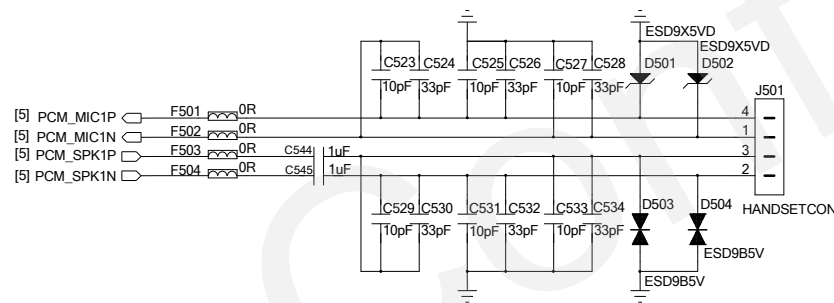 ESD9X5VD
ESD9X5VD
C523 C524 C525 C526 C527 C528 D501 D502
10pF 33pF 10pF 33pF 10pF 33pF
J501
[5] PCM_MIC1P F501 0R 4
[5] PCM_MIC1N F502 0R 1
[5] PCM_SPK1P F503 0R C544 1uF 3
[5] PCM_SPK1N F504 0R C545 1uF 2
C529 C530 C531 C532 C533 C534 D503 D504
10pF 33pF 10pF 33pF 10pF 33pF
HANDSETCON
ESD9B5V
ESD9B5V